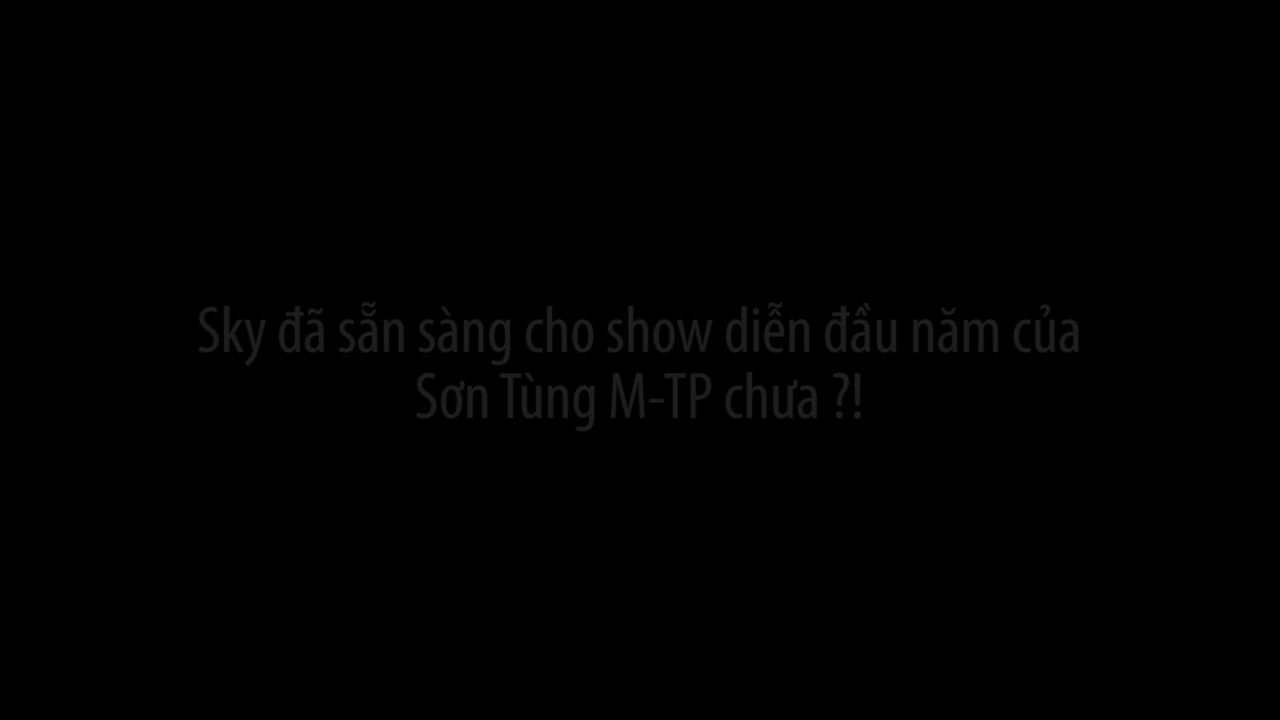 Sky đã sẵn sàng cho show diễn đầu năm của
Sơn Tùng M-TP chưa ?!